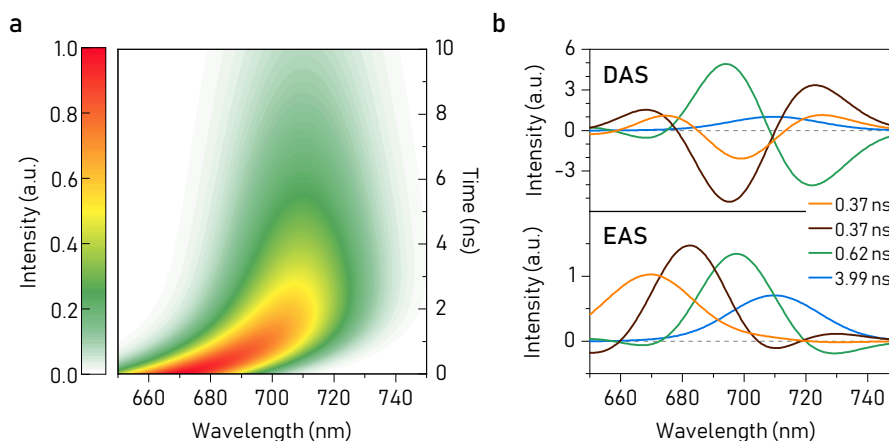 a
1.0
0.8
0.6
0.4
0.2
0.0
Intensity (a.u.)
10
8
6
4
2
0
Time (ns)
660 680 700 720 740
Wavelength (nm)
b
DAS
6
3
0
-3
Intensity (a.u.)
0.37 ns
0.37 ns
0.62 ns
3.99 ns
EAS
1
0
Intensity (a.u.)
660 680 700 720 740
Wavelength (nm)